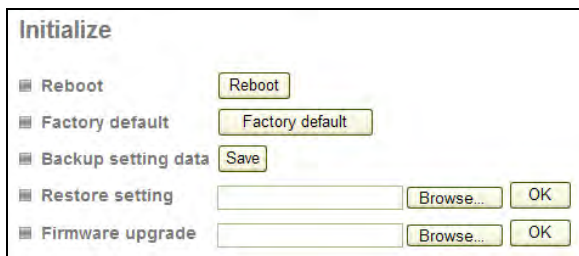 Initialize
Reboot Reboot
Factory default Factory default
Backup setting data Save
Restore setting Browse... OK
Firmware upgrade Browse... OK